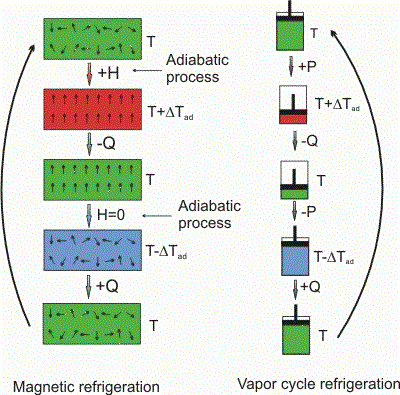 T
+H
Adiabatic
process
T+ΔTad
-Q
T
H=0
Adiabatic
process
T-ΔTad
+Q
T
Magnetic refrigeration
T
+P
T+ΔTad
-Q
T
-P
T-ΔTad
+Q
T
Vapor cycle refrigeration